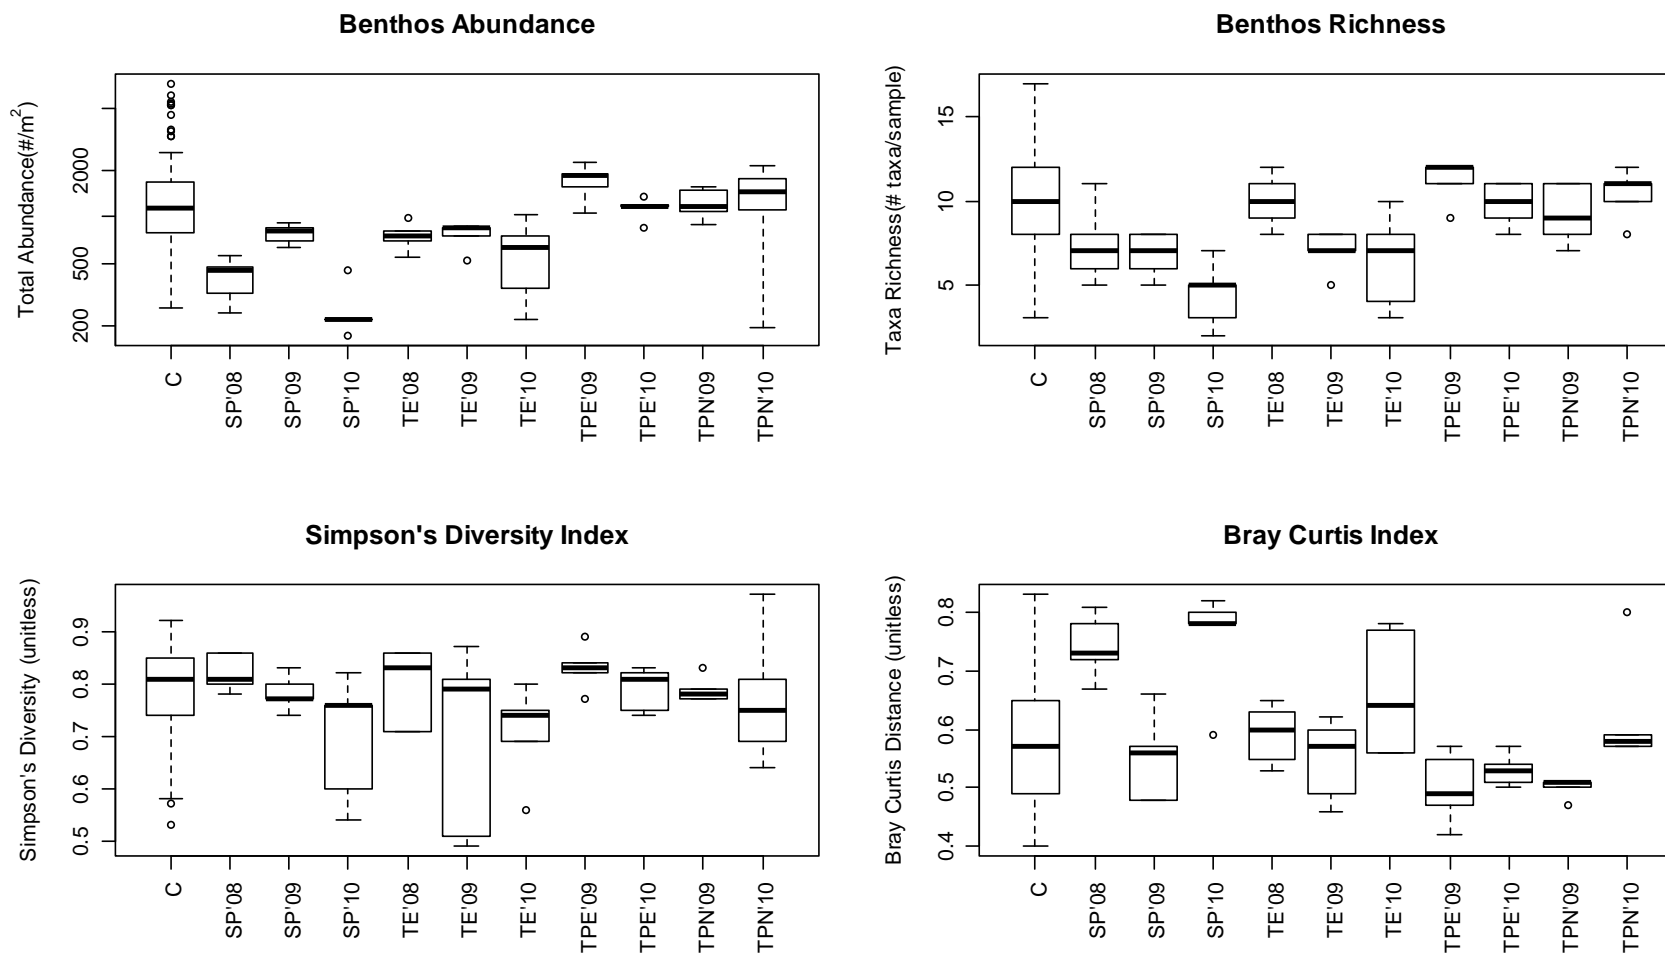 Benthos Abundance
Total Abundance(#/m²)
2000
500
200
C
SP'08
SP'09
SP'10
TE'08
TE'09
TE'10
TPE'09
TPE'10
TPN'09
TPN'10
Benthos Richness
Taxa Richness(# taxa/sample)
15
10
5
C
SP'08
SP'09
SP'10
TE'08
TE'09
TE'10
TPE'09
TPE'10
TPN'09
TPN'10
Simpson's Diversity Index
Simpson's Diversity (unitless)
0.9
0.8
0.7
0.6
0.5
C
SP'08
SP'09
SP'10
TE'08
TE'09
TE'10
TPE'09
TPE'10
TPN'09
TPN'10
Bray Curtis Index
Bray Curtis Distance (unitless)
0.8
0.7
0.6
0.5
0.4
C
SP'08
SP'09
SP'10
TE'08
TE'09
TE'10
TPE'09
TPE'10
TPN'09
TPN'10